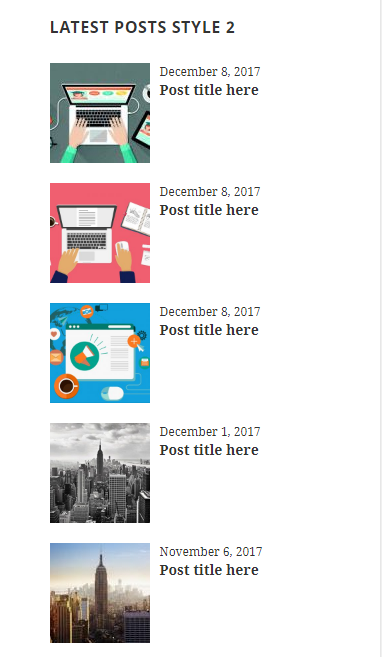 LATEST POSTS STYLE 2
December 8, 2017
Post title here
December 8, 2017
Post title here
December 8, 2017
Post title here
December 1, 2017
Post title here
November 6, 2017
Post title here